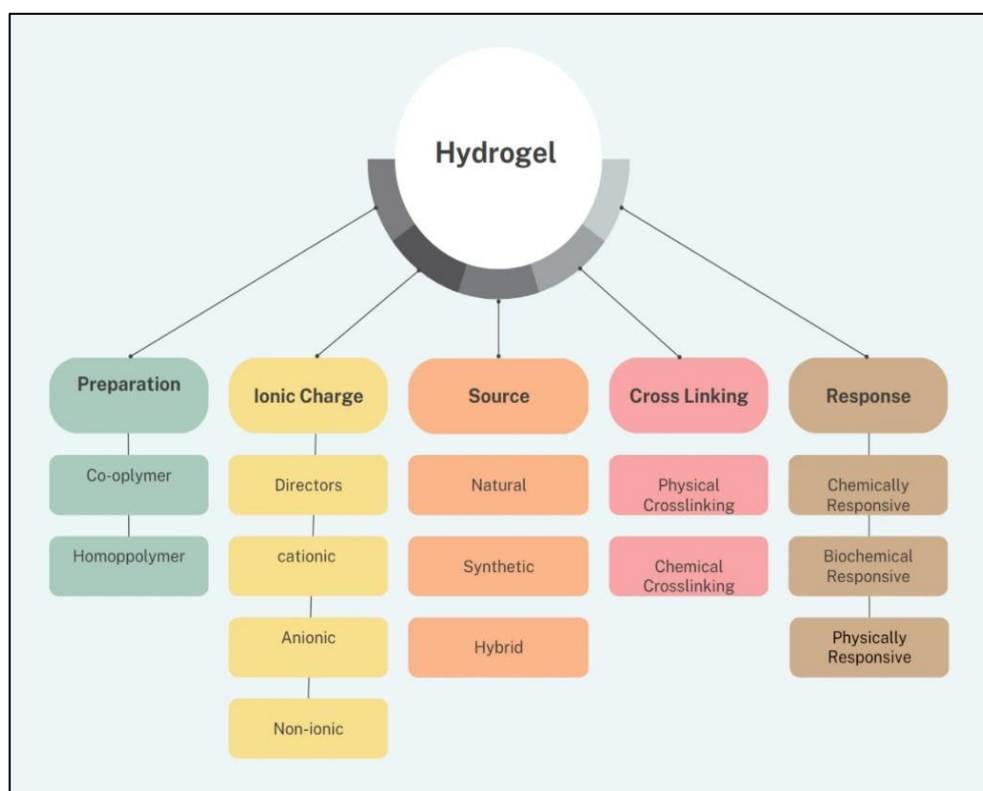 Hydrogel
Preparation
Co-oplymer
Homoppolymer
Ionic Charge
Directors
cationic
Anionic
Non-ionic
Source
Natural
Synthetic
Hybrid
Cross Linking
Physical
Crosslinking
Chemical
Crosslinking
Response
Chemically
Responsive
Biochemical
Responsive
Physically
Responsive